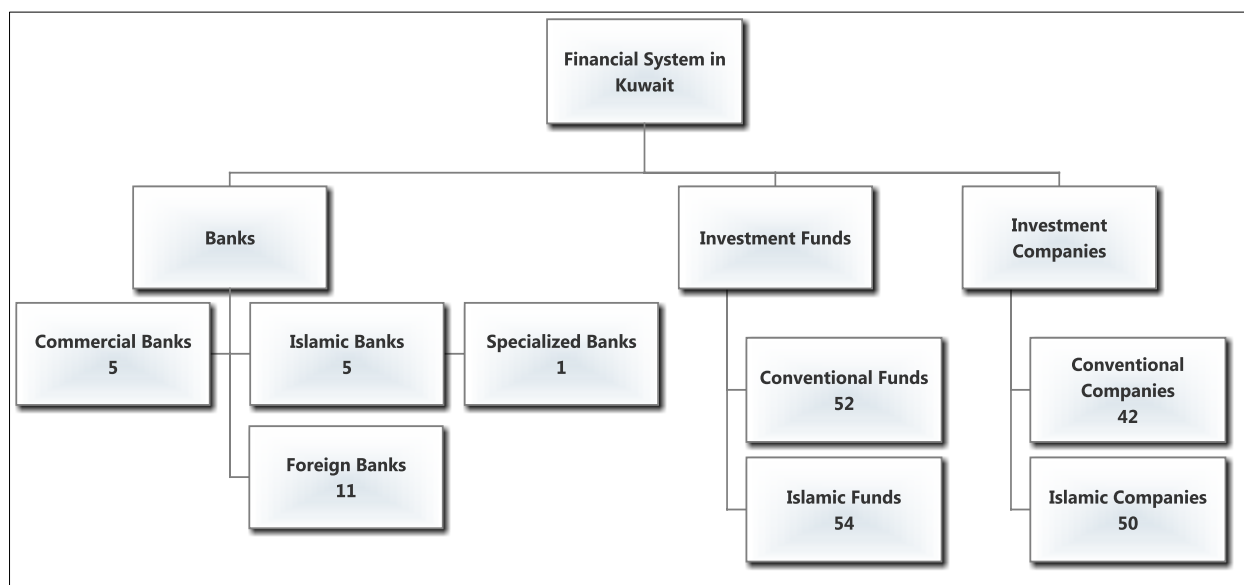 Financial System in
Kuwait
Banks
Investment Funds
Investment
Companies
Commercial Banks
5
Islamic Banks
5
Specialized Banks
1
Foreign Banks
11
Conventional Funds
52
Islamic Funds
54
Conventional
Companies
42
Islamic Companies
50